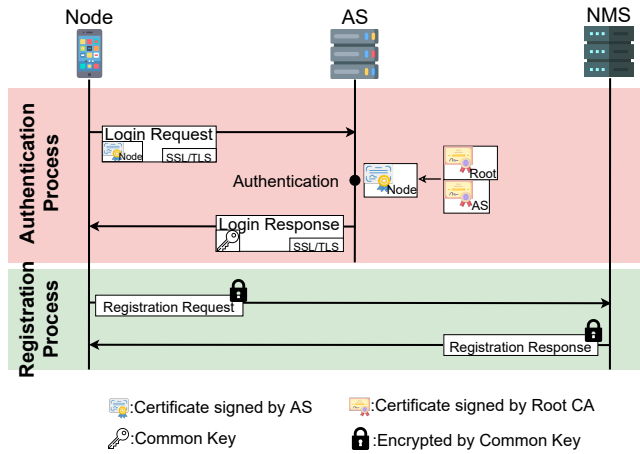 Node
AS
NMS
Authentication
Process
Login Request
Node
SSL/TLS
Authentication
Node
Root
AS
Login Response
SSL/TLS
Registration
Process
Registration Request
Registration Response
:Certificate signed by AS
:Certificate signed by Root CA
:Common Key
:Encrypted by Common Key